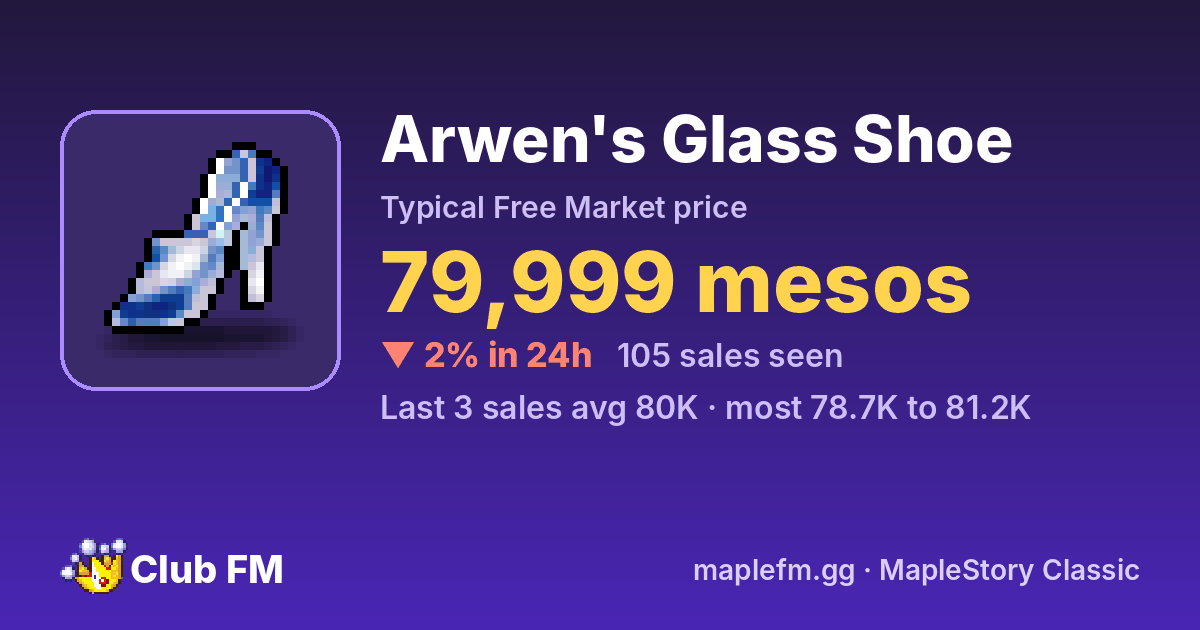 Arwen's Glass Shoe
Typical Free Market price
79,999 mesos
▼ 2% in 24h 105 sales seen
Last 3 sales avg 80K · most 78.7K to 81.2K
Club FM
maplefm.gg · MapleStory Classic